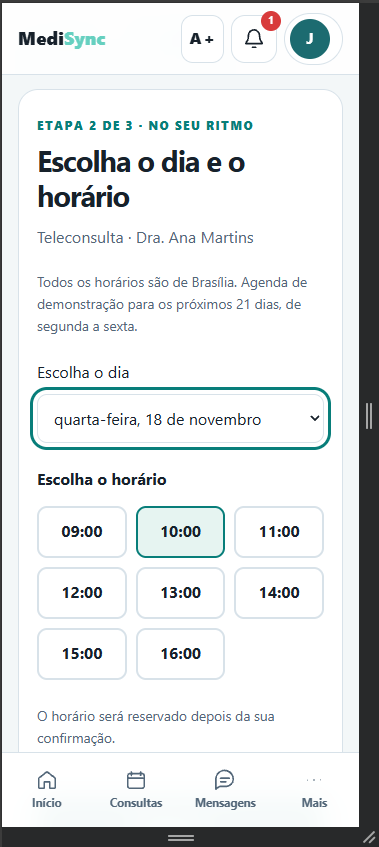 MediSync
A+
1
J
ETAPA 2 DE 3 · NO SEU RITMO
Escolha o dia e o
horário
Teleconsulta · Dra. Ana Martins
Todos os horários são de Brasília. Agenda de
demonstração para os próximos 21 dias, de
segunda a sexta.
Escolha o dia
quarta-feira, 18 de novembro
Escolha o horário
09:00 10:00 11:00
12:00 13:00 14:00
15:00 16:00
O horário será reservado depois da sua
confirmação.
Início Consultas Mensagens Mais